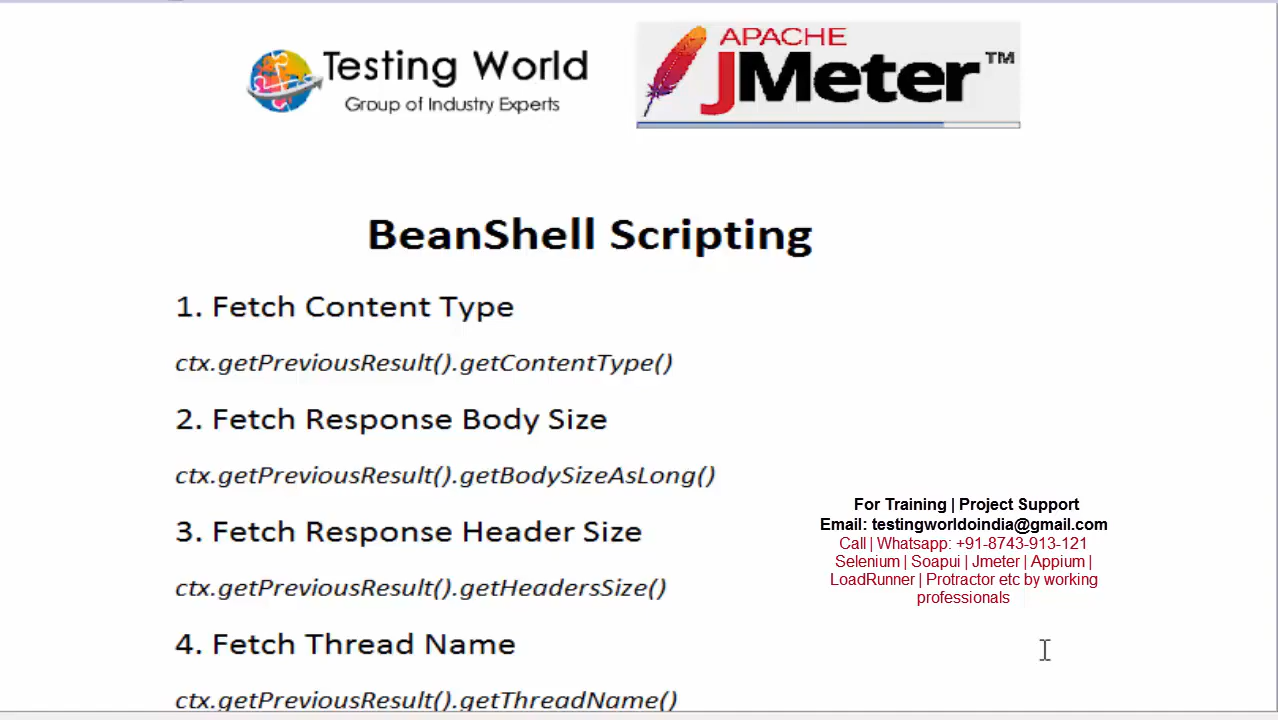 Testing World
Group of Industry Experts
APACHE
JMeter™
BeanShell Scripting
1. Fetch Content Type
ctx.getPreviousResult().getContentType()
2. Fetch Response Body Size
ctx.getPreviousResult().getBodySizeAsLong()
3. Fetch Response Header Size
ctx.getPreviousResult().getHeadersSize()
4. Fetch Thread Name
ctx.getPreviousResult().getThreadName()
For Training | Project Support
Email: testingworldoindia@gmail.com
Call | Whatsapp: +91-8743-913-121
Selenium | Soapui | Jmeter | Appium |
LoadRunner | Protractor etc by working
professionals